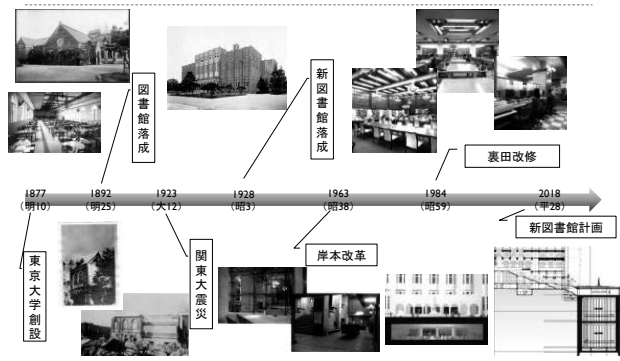 図書館落成
新図書館落成
裏田改修
1877
(明10)
1892
(明25)
1923
(大12)
1928
(昭3)
1963
(昭38)
1984
(昭59)
2018
(平28)
東京大学創設
関東大震災
岸本改革
新図書館計画